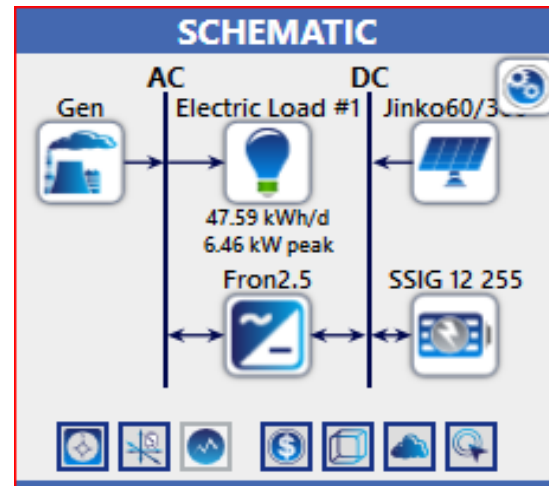 SCHEMATIC
AC DC
Gen Electric Load #1 Jinko60/
47.59 kWh/d
6.46 kW peak
Fron2.5 SSIG 12 255